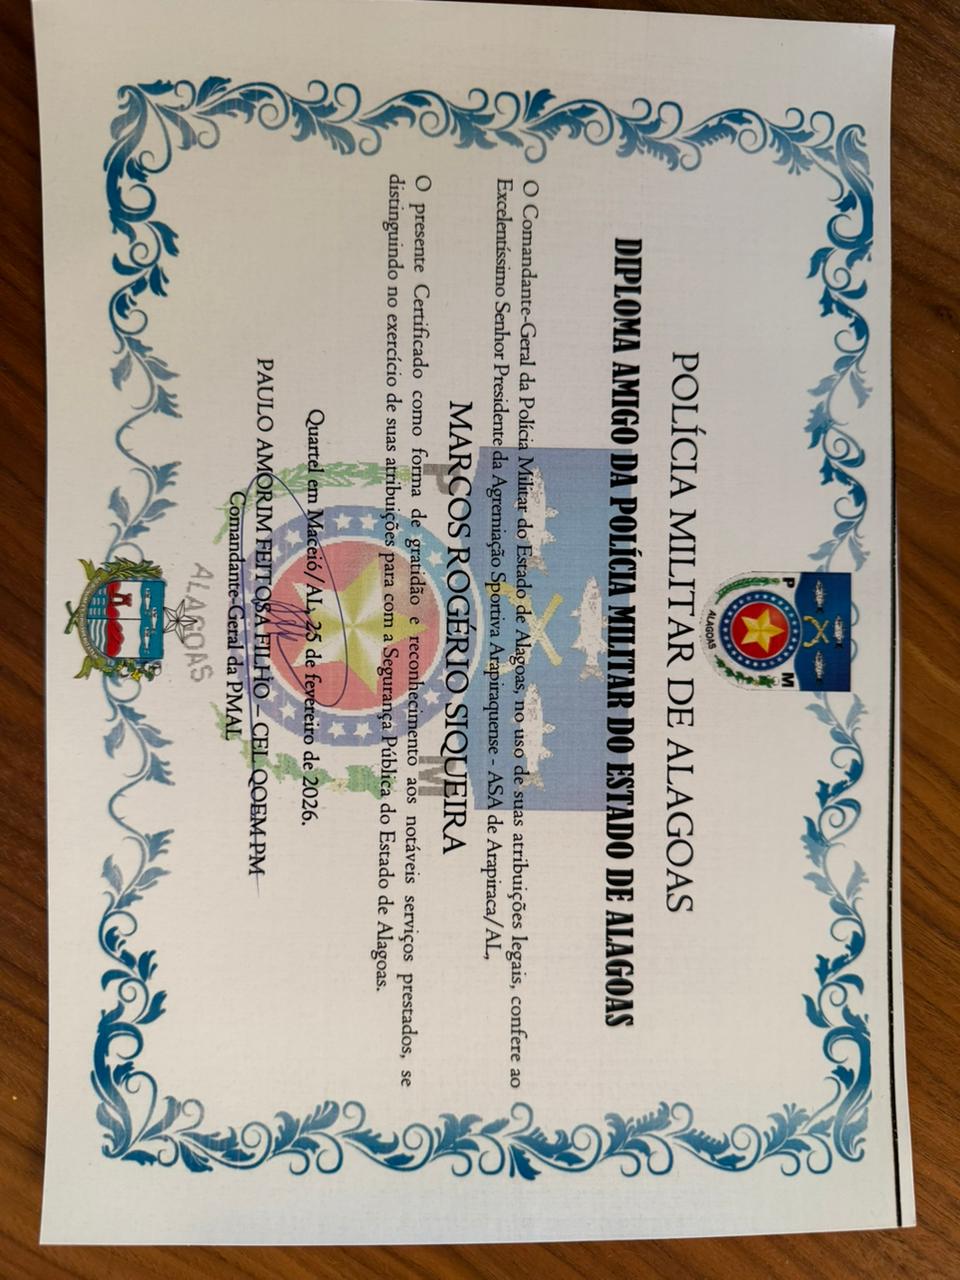 P M
ALAGOAS
POLÍCIA MILITAR DE ALAGOAS
DIPLOMA AMIGO DA POLÍCIA MILITAR DO ESTADO DE ALAGOAS
O Comandante-Geral da Polícia Militar do Estado de Alagoas, no uso de suas atribuições legais, confere ao
Excelentíssimo Senhor Presidente da Agremiação Sportiva Arapiraquense - ASA de Arapiraca/AL,
MARCOS ROGÉRIO SIQUEIRA
P M
O presente Certificado como forma de gratidão e reconhecimento aos notáveis serviços prestados, se
distinguindo no exercício de suas atribuições para com a Segurança Pública do Estado de Alagoas.
Quartel em Maceió/AL, 25 de fevereiro de 2026.
PAULO AMORIM FEITOSA FILHO – CEL QOEM PM
Comandante-Geral da PMAL
ALAGOAS